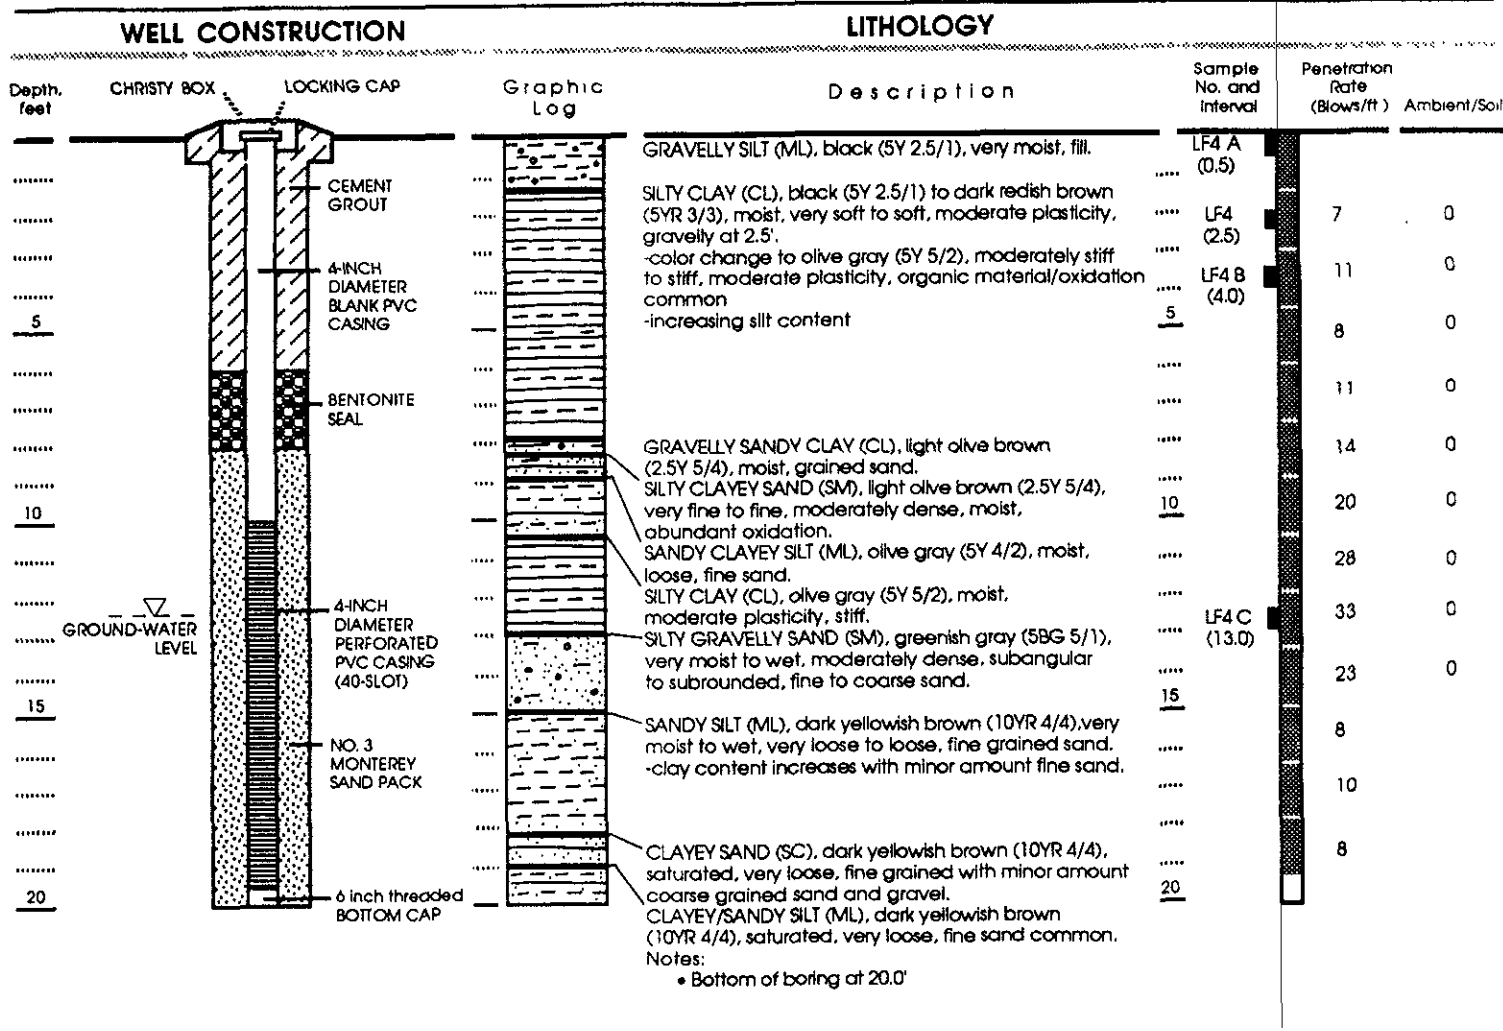 WELL CONSTRUCTION
LITHOLOGY
Depth,
feet
CHRISTY BOX
LOCKING CAP
Graphic
Log
Description
Sample
No. and
Interval
Penetration
Rate
(Blows/ft )
Ambient/Soil
CEMENT
GROUT
4-INCH
DIAMETER
BLANK PVC
CASING
5
BENTONITE
SEAL
10
4-INCH
DIAMETER
PERFORATED
PVC CASING
(40-SLOT)
GROUND-WATER
LEVEL
15
NO. 3
MONTEREY
SAND PACK
20
6 inch threaded
BOTTOM CAP
GRAVELLY SILT (ML), black (5Y 2.5/1), very moist, fill.
SILTY CLAY (CL), black (5Y 2.5/1) to dark redish brown
(5YR 3/3), moist, very soft to soft, moderate plasticity,
gravelly at 2.5'.
-color change to olive gray (5Y 5/2), moderately stiff
to stiff, moderate plasticity, organic material/oxidation
common
-increasing silt content
GRAVELLY SANDY CLAY (CL), light olive brown
(2.5Y 5/4), moist, grained sand.
SILTY CLAYEY SAND (SM), light olive brown (2.5Y 5/4),
very fine to fine, moderately dense, moist,
abundant oxidation.
SANDY CLAYEY SILT (ML), olive gray (5Y 4/2), moist,
loose, fine sand.
SILTY CLAY (CL), olive gray (5Y 5/2), moist,
moderate plasticity, stiff.
SILTY GRAVELLY SAND (SM), greenish gray (5BG 5/1),
very moist to wet, moderately dense, subangular
to subrounded, fine to coarse sand.
SANDY SILT (ML), dark yellowish brown (10YR 4/4),very
moist to wet, very loose to loose, fine grained sand.
-clay content increases with minor amount fine sand.
CLAYEY SAND (SC), dark yellowish brown (10YR 4/4),
saturated, very loose, fine grained with minor amount
coarse grained sand and gravel.
CLAYEY/SANDY SILT (ML), dark yellowish brown
(10YR 4/4), saturated, very loose, fine sand common.
Notes:
• Bottom of boring at 20.0'
5
10
15
20
LF4 A
(0.5)
LF4
(2.5)
LF4 B
(4.0)
LF4 C
(13.0)
7 0
11 0
8 0
11 0
14 0
20 0
28 0
33 0
23 0
8
10
8